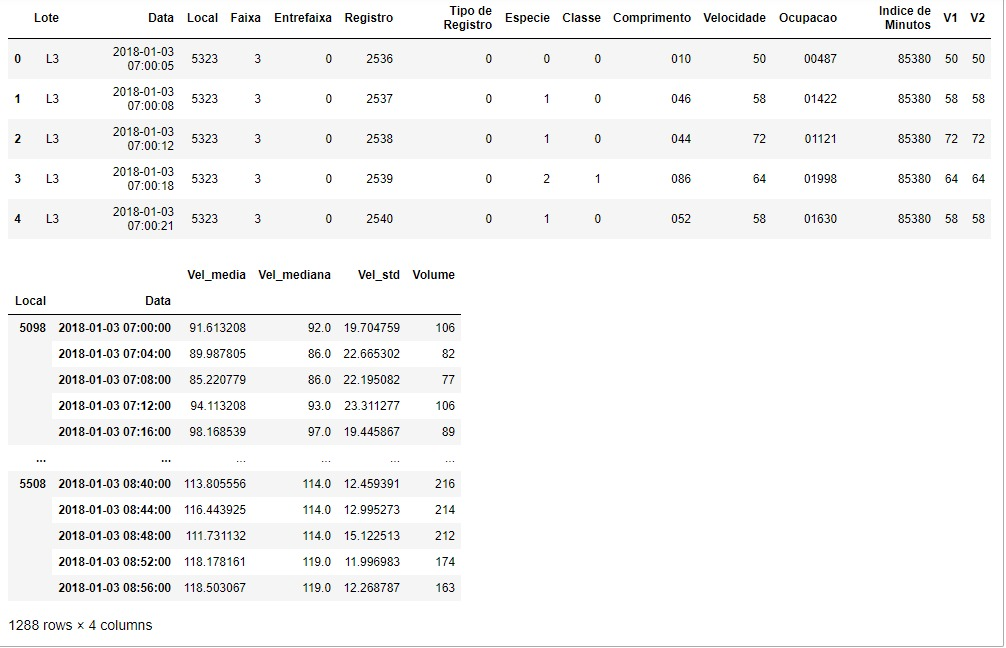 Lote Data Local Faixa Entrefaixa Registro Tipo de Registro Especie Classe Comprimento Velocidade Ocupacao Indice de Minutos V1 V2
0 L3 2018-01-03 07:00:05 5323 3 0 2536 0 0 0 010 50 00487 85380 50 50
1 L3 2018-01-03 07:00:08 5323 3 0 2537 0 1 0 046 58 01422 85380 58 58
2 L3 2018-01-03 07:00:12 5323 3 0 2538 0 1 0 044 72 01121 85380 72 72
3 L3 2018-01-03 07:00:18 5323 3 0 2539 0 2 1 086 64 01998 85380 64 64
4 L3 2018-01-03 07:00:21 5323 3 0 2540 0 1 0 052 58 01630 85380 58 58
Vel_media Vel_mediana Vel_std Volume
Local Data
5098 2018-01-03 07:00:00 91.613208 92.0 19.704759 106
2018-01-03 07:04:00 89.987805 86.0 22.665302 82
2018-01-03 07:08:00 85.220779 86.0 22.195082 77
2018-01-03 07:12:00 94.113208 93.0 23.311277 106
2018-01-03 07:16:00 98.168539 97.0 19.445867 89
... ... ... ... ... ...
5508 2018-01-03 08:40:00 113.805556 114.0 12.459391 216
2018-01-03 08:44:00 116.443925 114.0 12.995273 214
2018-01-03 08:48:00 111.731132 114.0 15.122513 212
2018-01-03 08:52:00 118.178161 119.0 11.996983 174
2018-01-03 08:56:00 118.503067 119.0 12.268787 163
1288 rows × 4 columns